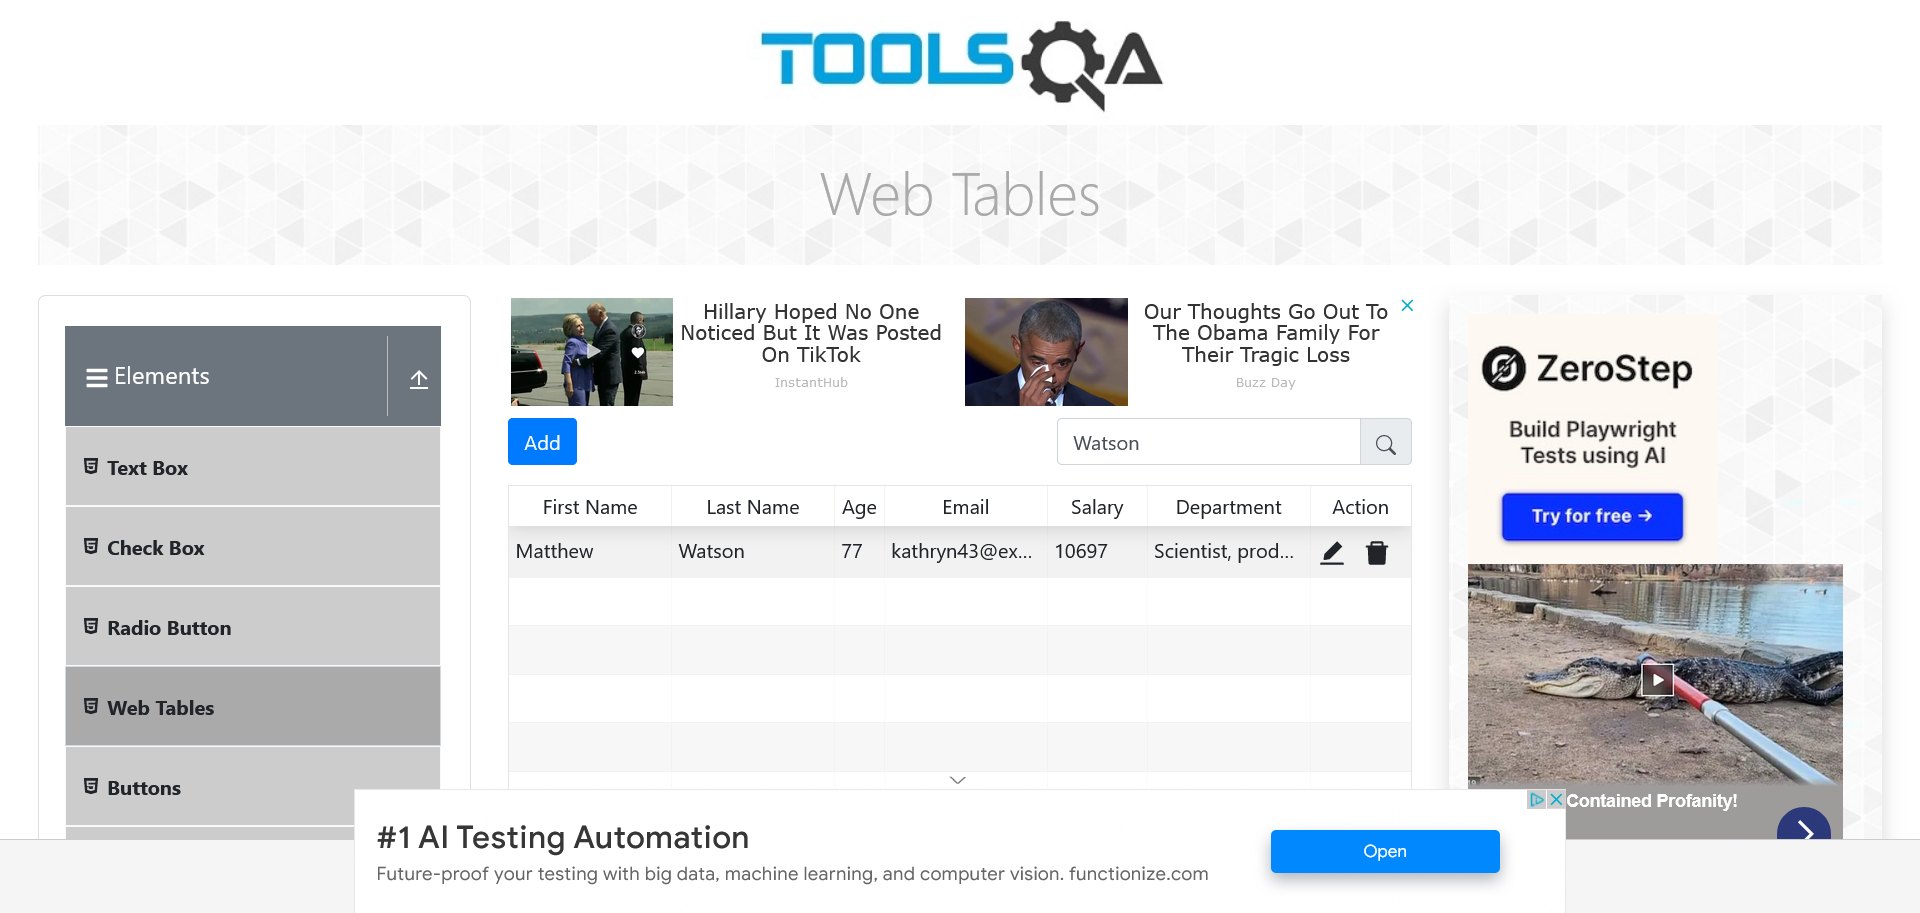 TOOLSQA
Web Tables
Elements
Text Box
Check Box
Radio Button
Web Tables
Buttons
Hillary Hoped No One
Noticed But It Was Posted
On TikTok
InstantHub
Our Thoughts Go Out To
The Obama Family For
Their Tragic Loss
Buzz Day
Add
Watson
First Name Last Name Age Email Salary Department Action
Matthew Watson 77 kathryn43@ex... 10697 Scientist, prod...
ZeroStep
Build Playwright
Tests using AI
Try for free →
Contained Profanity!
#1 AI Testing Automation
Future-proof your testing with big data, machine learning, and computer vision. functionize.com
Open